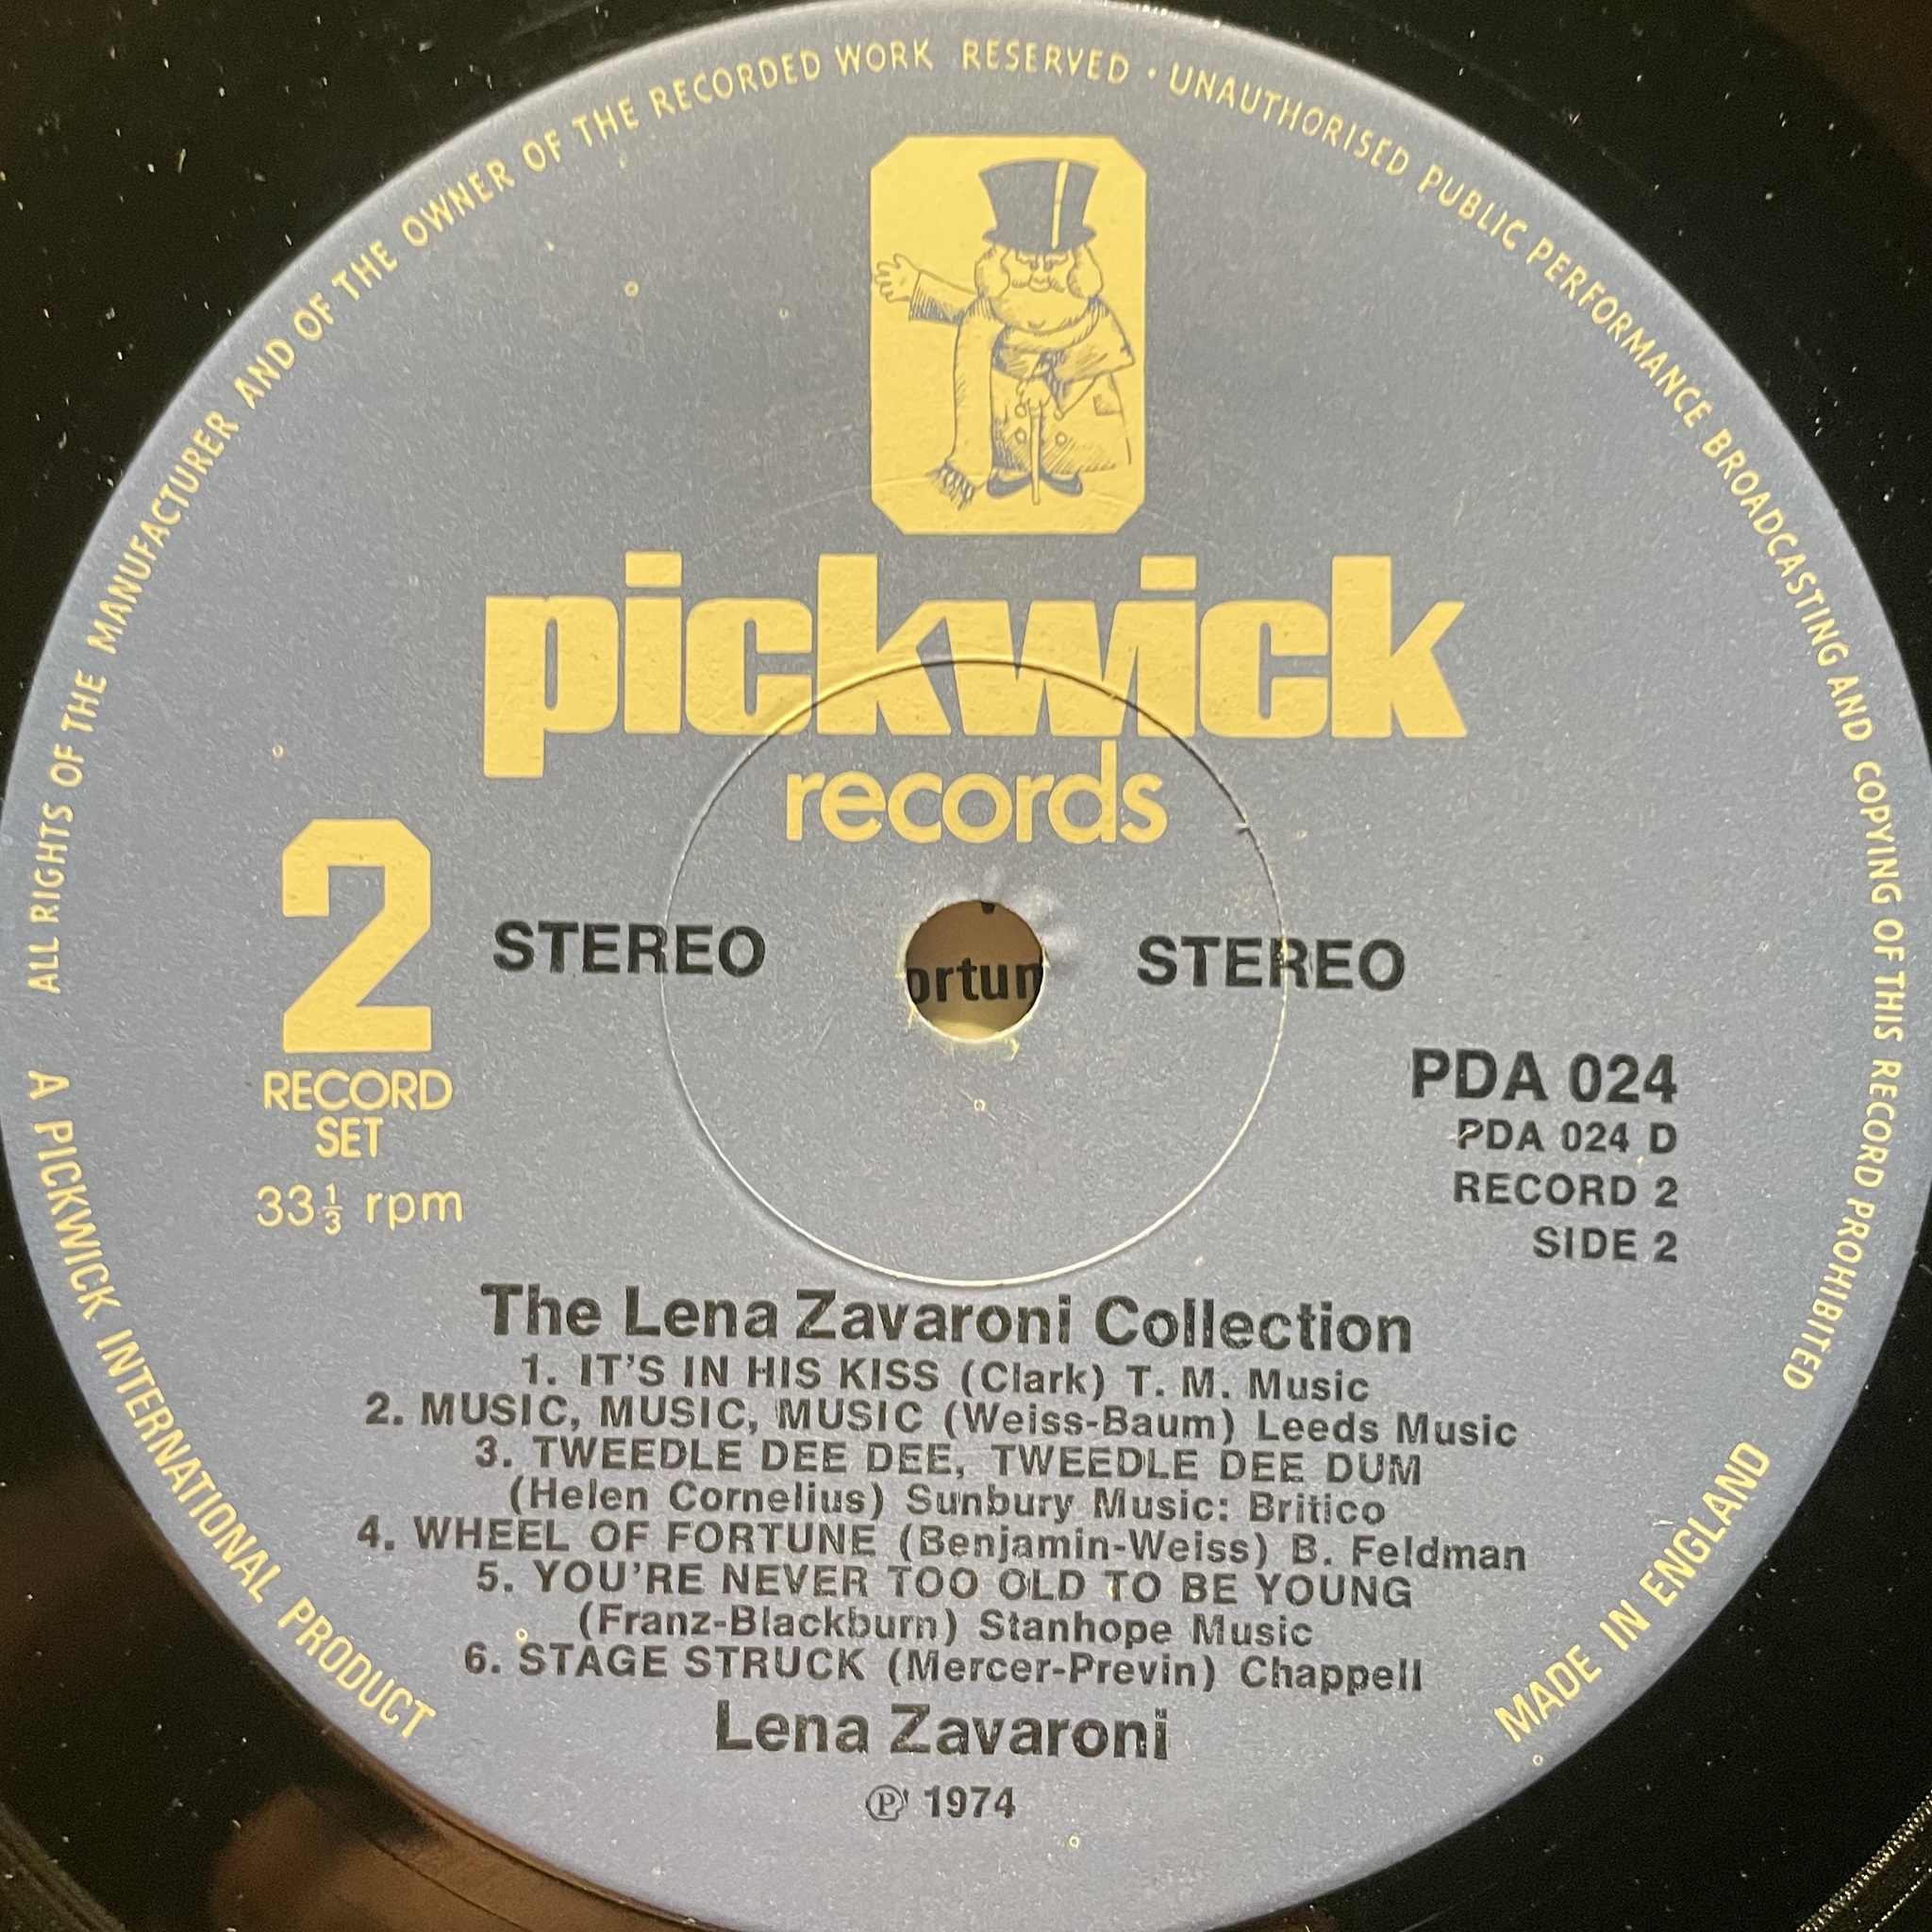 ALL RIGHTS OF THE MANUFACTURER AND OF THE OWNER OF THE RECORDED WORK RESERVED · UNAUTHORISED PUBLIC PERFORMANCE BROADCASTING AND COPYING OF THIS RECORD PROHIBITED
pickwick
records
2
RECORD
SET
33⅓ rpm
STEREO
ortun
STEREO
PDA 024
PDA 024 D
RECORD 2
SIDE 2
The Lena Zavaroni Collection
1. IT'S IN HIS KISS (Clark) T. M. Music
2. MUSIC, MUSIC, MUSIC (Weiss-Baum) Leeds Music
3. TWEEDLE DEE DEE, TWEEDLE DEE DUM
(Helen Cornelius) Sunbury Music: Britico
4. WHEEL OF FORTUNE (Benjamin-Weiss) B. Feldman
5. YOU'RE NEVER TOO OLD TO BE YOUNG
(Franz-Blackburn) Stanhope Music
6. STAGE STRUCK (Mercer-Previn) Chappell
Lena Zavaroni
℗ 1974
A PICKWICK INTERNATIONAL PRODUCT
MADE IN ENGLAND